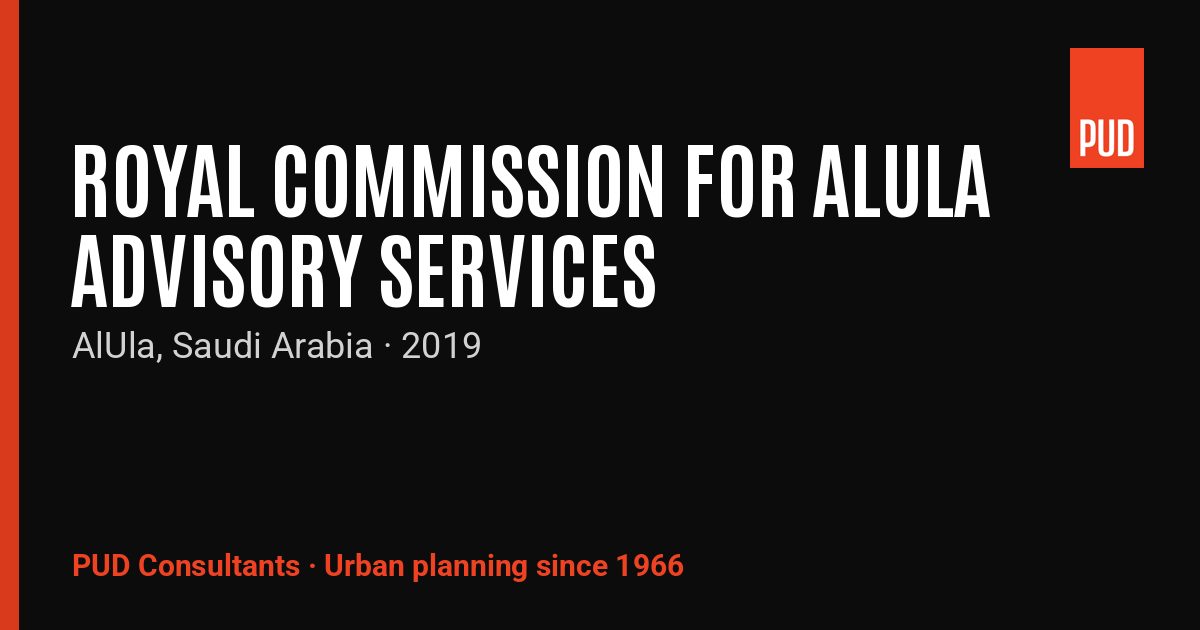 PUD
ROYAL COMMISSION FOR ALULA
ADVISORY SERVICES
AlUla, Saudi Arabia · 2019
PUD Consultants · Urban planning since 1966